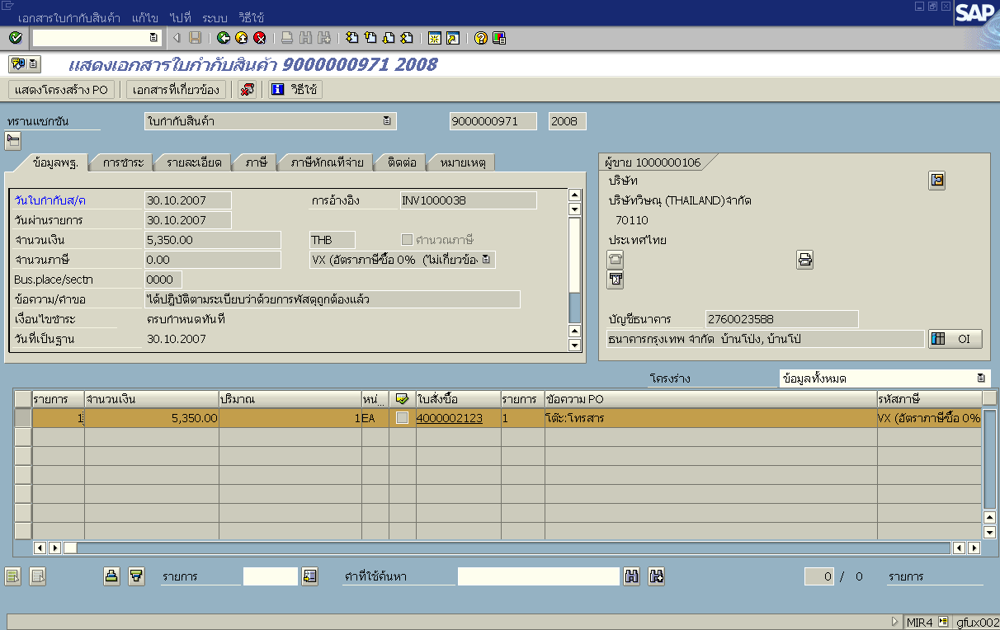 เอกสารใบกำกับสินค้า แก้ไข ไปที่ ระบบ วิธีใช้
SAP
แสดงเอกสารใบกำกับสินค้า 9000000971 2008
แสดงโครงสร้าง PO เอกสารที่เกี่ยวข้อง วิธีใช้
ทรานแซกชัน ใบกำกับสินค้า 9000000971 2008
ข้อมูลพฐ. การชำระ รายละเอียด ภาษี ภาษีหักณที่จ่าย ติดต่อ หมายเหตุ
วันใบกำกับส/ค 30.10.2007 การอ้างอิง INV1000038
วันผ่านรายการ 30.10.2007
จำนวนเงิน 5,350.00 THB คำนวณภาษี
จำนวนภาษี 0.00 VX (อัตราภาษีซื้อ 0% ('ไม่เกี่ยวข้อ
Bus.place/sectn 0000
ข้อความ/คำขอ ได้ปฏิบัติตามระเบียบว่าด้วยการพัสดุถูกต้องแล้ว
เงื่อนไขชำระ ครบกำหนดทันที
วันที่เป็นฐาน 30.10.2007
ผู้ขาย 1000000106
บริษัท
บริษัทวิษณุ (THAILAND)จำกัด
70110
ประเทศไทย
บัญชีธนาคาร 2760023588
ธนาคารกรุงเทพ จำกัด บ้านโป่ง, บ้านโป่
OI
โครงร่าง ข้อมูลทั้งหมด
รายการ จำนวนเงิน ปริมาณ หน่... ใบสั่งซื้อ รายการ ข้อความ PO รหัสภาษี
1 5,350.00 1 EA 4000002123 1 โต๊ะ:โทรสาร VX (อัตราภาษีซื้อ 0%
รายการ คำที่ใช้ค้นหา 0 / 0 รายการ
MIR4 gfux002